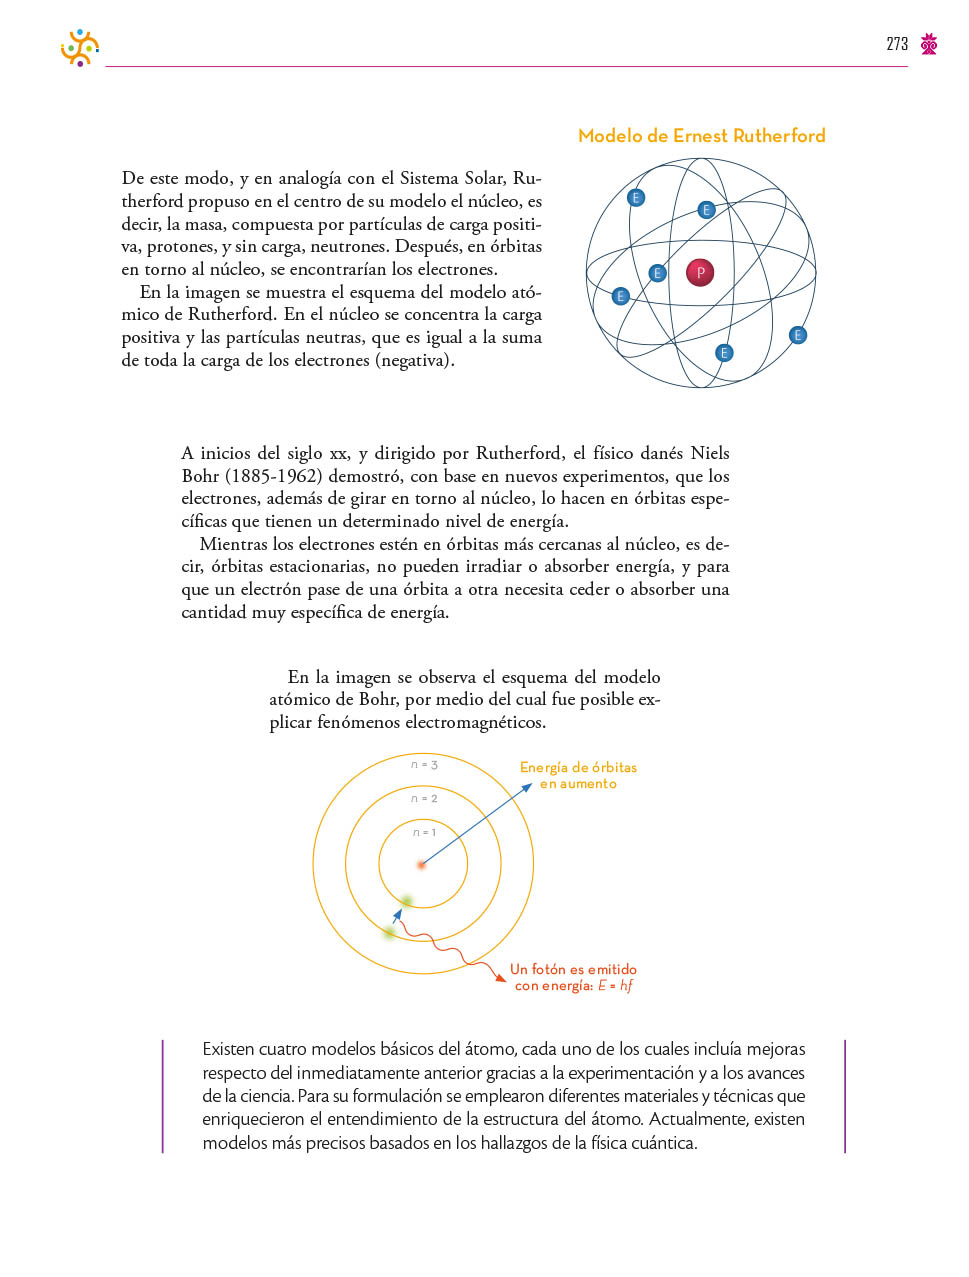 273
Modelo de Ernest Rutherford
De este modo, y en analogía con el Sistema Solar, Ru-
therford propuso en el centro de su modelo el núcleo, es
decir, la masa, compuesta por partículas de carga positi-
va, protones, y sin carga, neutrones. Después, en órbitas
en torno al núcleo, se encontrarían los electrones.
En la imagen se muestra el esquema del modelo ató-
mico de Rutherford. En el núcleo se concentra la carga
positiva y las partículas neutras, que es igual a la suma
de toda la carga de los electrones (negativa).
E
E
E
P
E
E
E
A inicios del siglo xx, y dirigido por Rutherford, el físico danés Niels
Bohr (1885-1962) demostró, con base en nuevos experimentos, que los
electrones, además de girar en torno al núcleo, lo hacen en órbitas espe-
cíficas que tienen un determinado nivel de energía.
Mientras los electrones estén en órbitas más cercanas al núcleo, es de-
cir, órbitas estacionarias, no pueden irradiar o absorber energía, y para
que un electrón pase de una órbita a otra necesita ceder o absorber una
cantidad muy específica de energía.
En la imagen se observa el esquema del modelo
atómico de Bohr, por medio del cual fue posible ex-
plicar fenómenos electromagnéticos.
n = 3
n = 2
n = 1
Energía de órbitas
en aumento
Un fotón es emitido
con energía: E = hf
Existen cuatro modelos básicos del átomo, cada uno de los cuales incluía mejoras
respecto del inmediatamente anterior gracias a la experimentación y a los avances
de la ciencia. Para su formulación se emplearon diferentes materiales y técnicas que
enriquecieron el entendimiento de la estructura del átomo. Actualmente, existen
modelos más precisos basados en los hallazgos de la física cuántica.